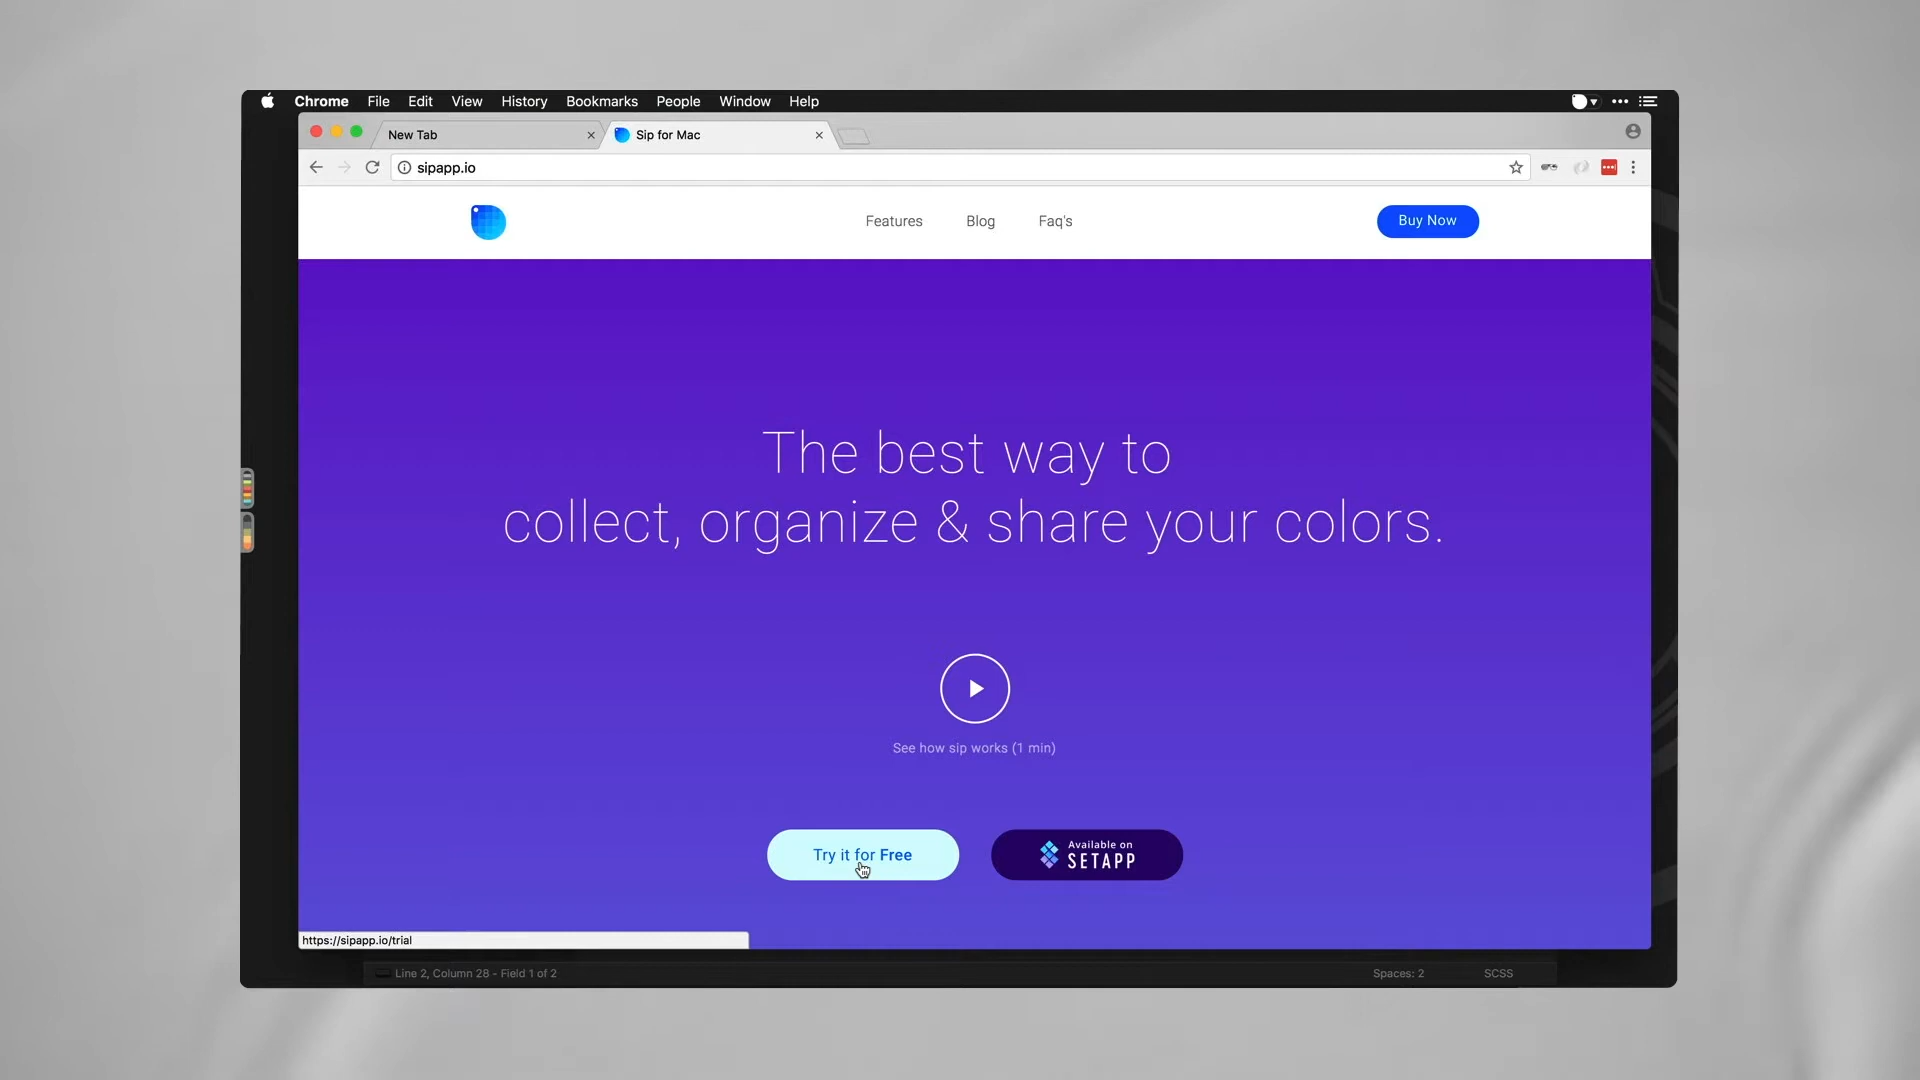 Chrome File Edit View History Bookmarks People Window Help
New Tab
Sip for Mac
sipapp.io
Features
Blog
Faq's
Buy Now
The best way to
collect, organize & share your colors.
See how sip works (1 min)
Try it for Free
Available on
SETAPP
https://sipapp.io/trial
Line 2, Column 28 - Field 1 of 2
Spaces: 2
SCSS